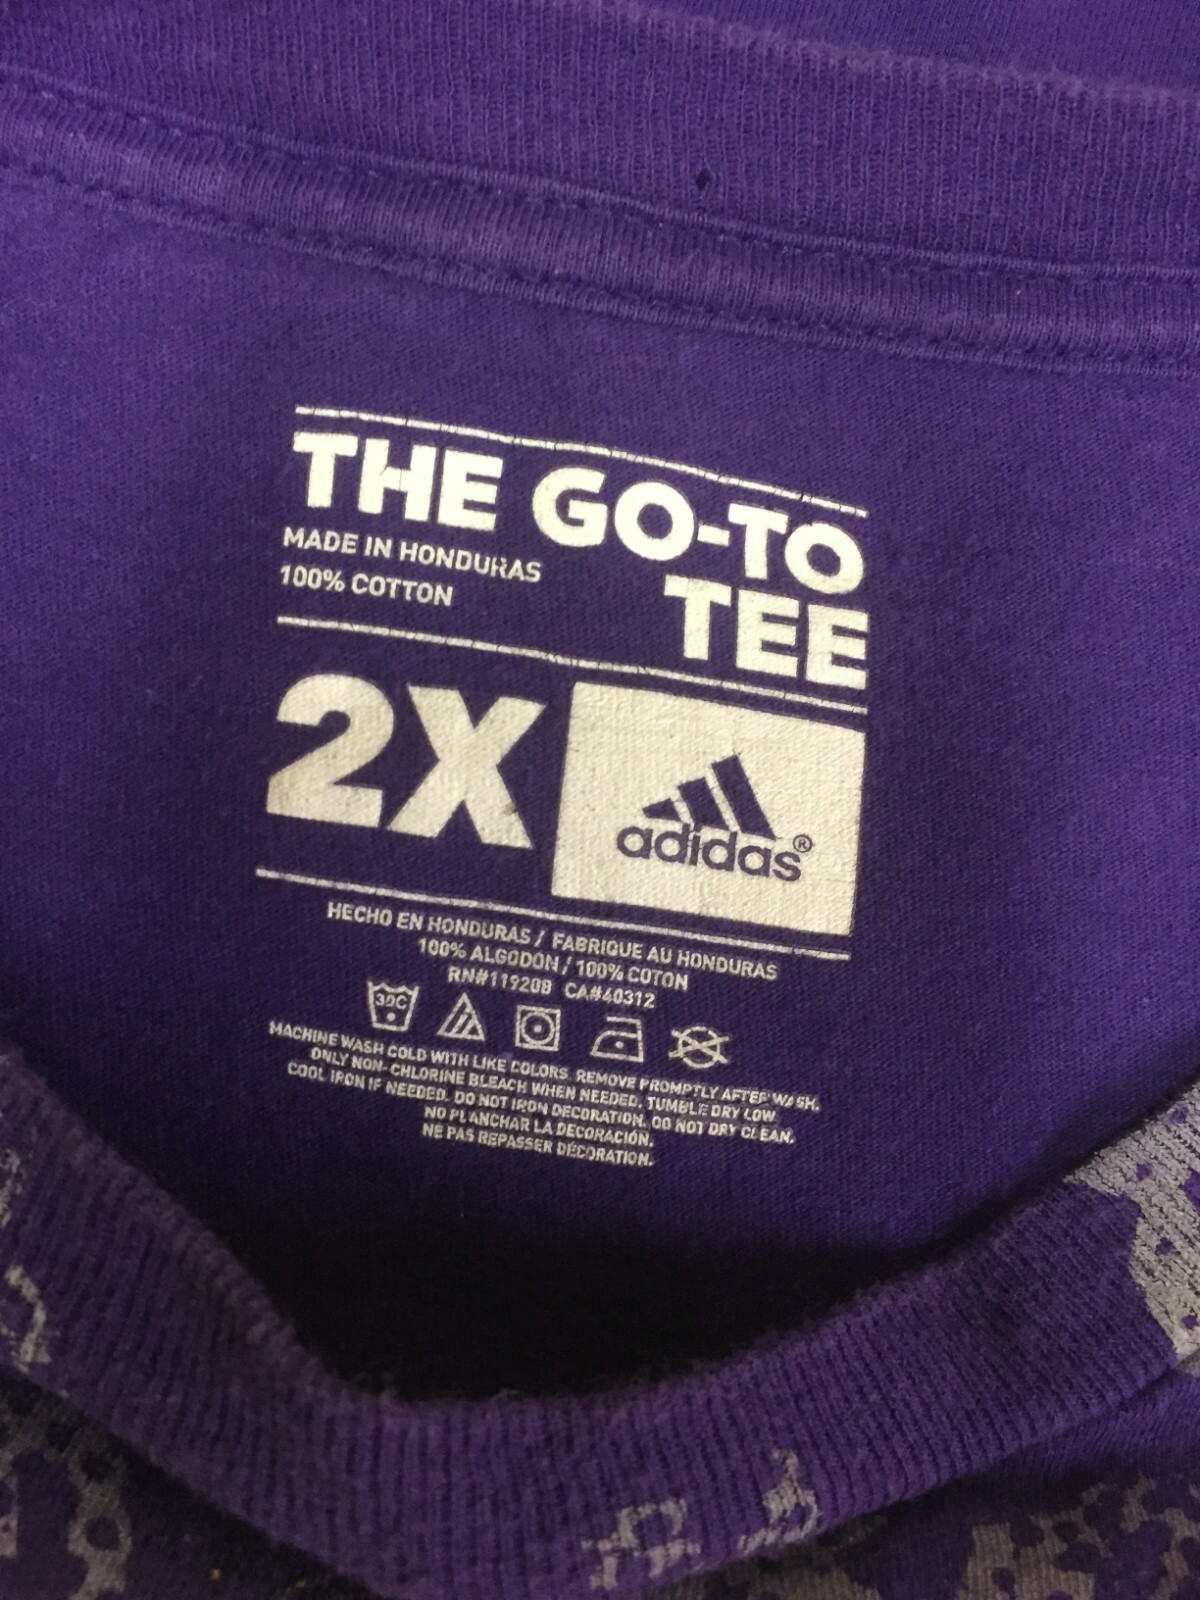 THE GO-TO
TEE
MADE IN HONDURAS
100% COTTON
2X
adidas®
HECHO EN HONDURAS / FABRIQUE AU HONDURAS
100% ALGODON / 100% COTON
RN#119208 CA#40312
30C
MACHINE WASH COLD WITH LIKE COLORS. REMOVE PROMPTLY AFTER WASH.
ONLY NON-CHLORINE BLEACH WHEN NEEDED. TUMBLE DRY LOW.
COOL IRON IF NEEDED. DO NOT IRON DECORATION. DO NOT DRY CLEAN.
NO PLANCHAR LA DECORACIÓN.
NE PAS REPASSER DÉCORATION.